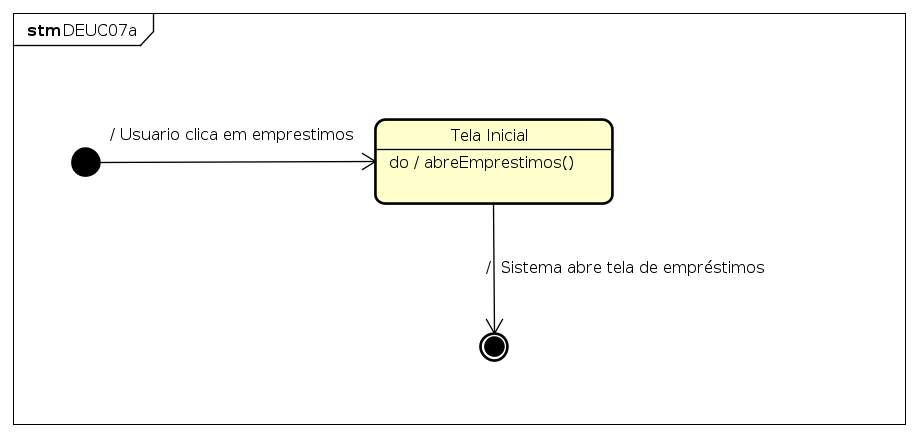 stm DEUC07a
/ Usuario clica em emprestimos
Tela Inicial
do / abreEmprestimos()
/ Sistema abre tela de empréstimos